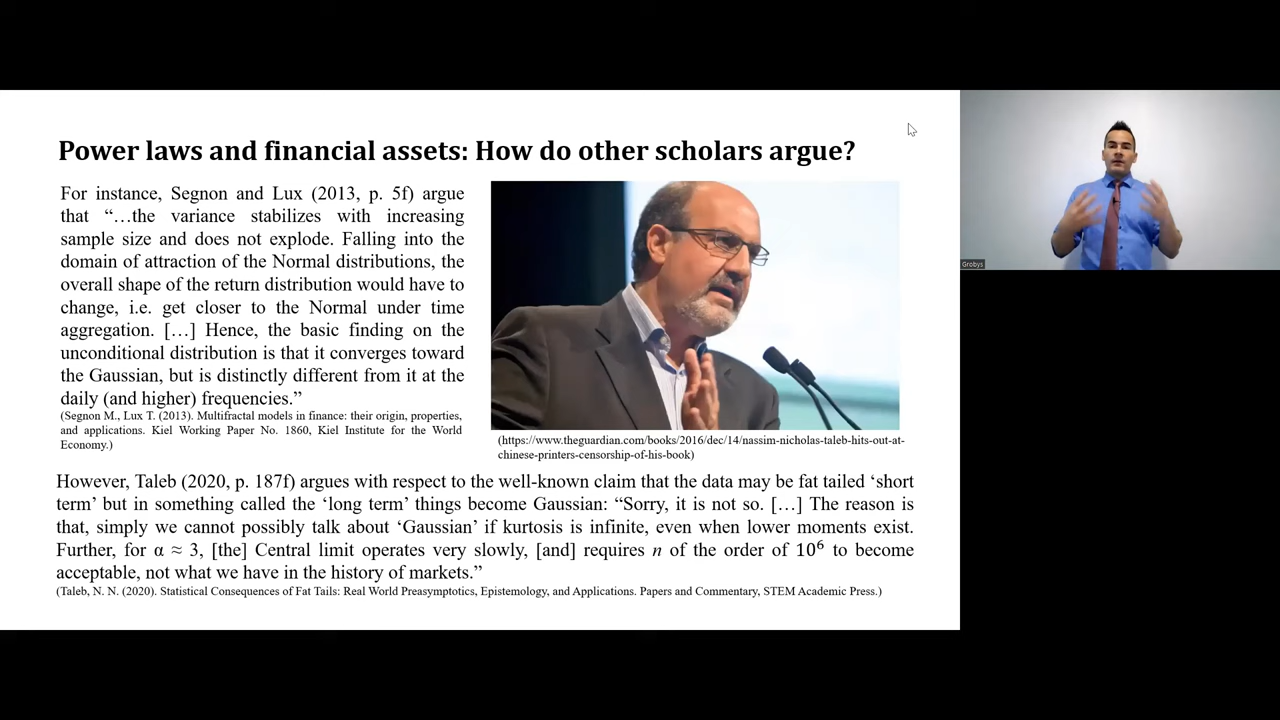 Power laws and financial assets: How do other scholars argue?
For instance, Segnon and Lux (2013, p. 5f) argue
that “…the variance stabilizes with increasing
sample size and does not explode. Falling into the
domain of attraction of the Normal distributions, the
overall shape of the return distribution would have to
change, i.e. get closer to the Normal under time
aggregation. […] Hence, the basic finding on the
unconditional distribution is that it converges toward
the Gaussian, but is distinctly different from it at the
daily (and higher) frequencies.”
(Segnon M., Lux T. (2013). Multifractal models in finance: their origin, properties,
and applications. Kiel Working Paper No. 1860, Kiel Institute for the World
Economy.)
(https://www.theguardian.com/books/2016/dec/14/nassim-nicholas-taleb-hits-out-at-
chinese-printers-censorship-of-his-book)
However, Taleb (2020, p. 187f) argues with respect to the well-known claim that the data may be fat tailed ‘short
term’ but in something called the ‘long term’ things become Gaussian: “Sorry, it is not so. […] The reason is
that, simply we cannot possibly talk about ‘Gaussian’ if kurtosis is infinite, even when lower moments exist.
Further, for α ≈ 3, [the] Central limit operates very slowly, [and] requires n of the order of 10⁶ to become
acceptable, not what we have in the history of markets.”
(Taleb, N. N. (2020). Statistical Consequences of Fat Tails: Real World Preasymptotics, Epistemology, and Applications. Papers and Commentary, STEM Academic Press.)
Grobys